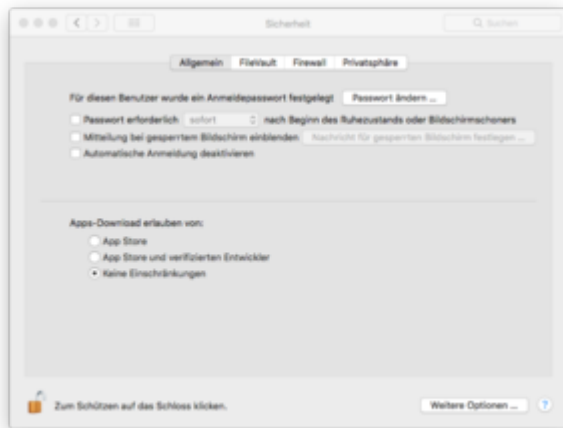 Sicherheit
Suchen
Allgemein FileVault Firewall Privatsphäre
Für diesen Benutzer wurde ein Anmeldepasswort festgelegt Passwort ändern ...
Passwort erforderlich sofort nach Beginn des Ruhezustands oder Bildschirmschoners
Mitteilung bei gesperrtem Bildschirm einblenden Nachricht für gesperrten Bildschirm festlegen ...
Automatische Anmeldung deaktivieren
Apps-Download erlauben von:
App Store
App Store und verifizierten Entwickler
Keine Einschränkungen
Zum Schützen auf das Schloss klicken.
Weitere Optionen ... ?